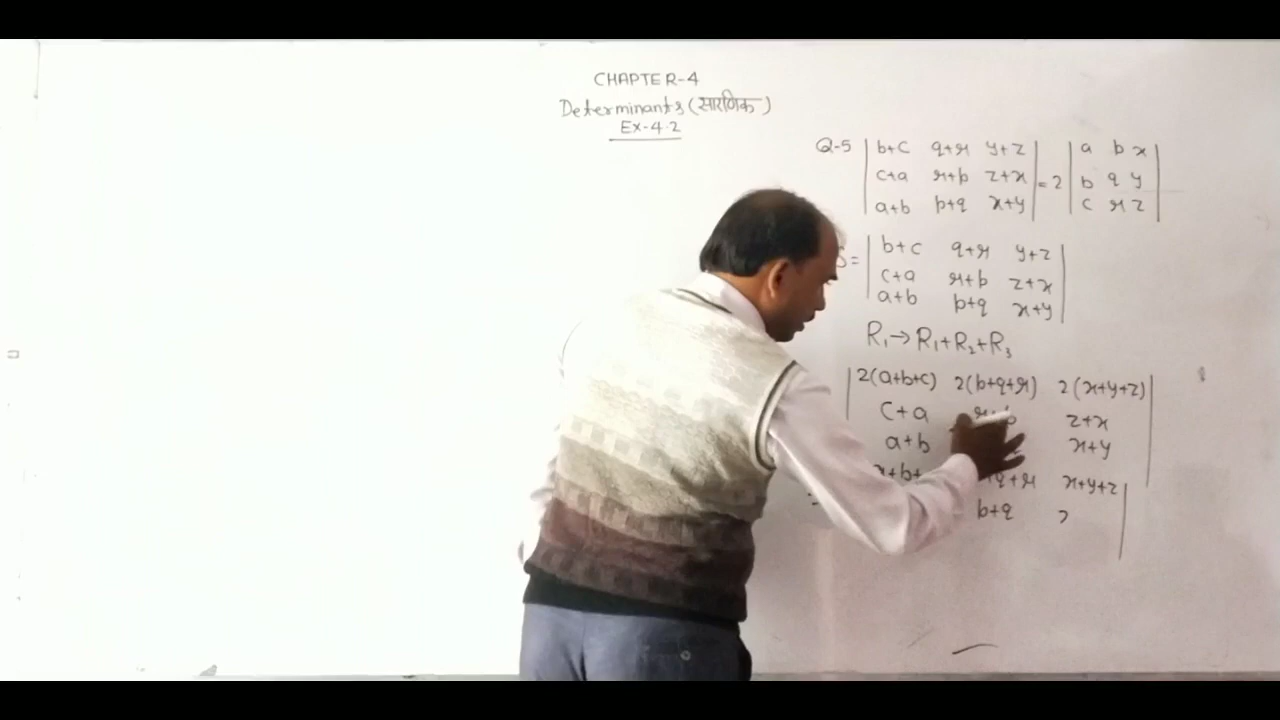 CHAPTER-4
Determinants (सारणिक)
Ex-4.2
Q-5 | b+c q+r y+z | = 2 | a b x |
| c+a r+p z+x | | b q y |
| a+b p+q x+y | | c r z |
S = | b+c q+r y+z |
| c+a r+p z+x |
| a+b p+q x+y |
R₁→R₁+R₂+R₃
| 2(a+b+c) 2(p+q+r) 2(x+y+z) |
c+a z+x
a+b x+y
q+r x+y+z |
p+q z